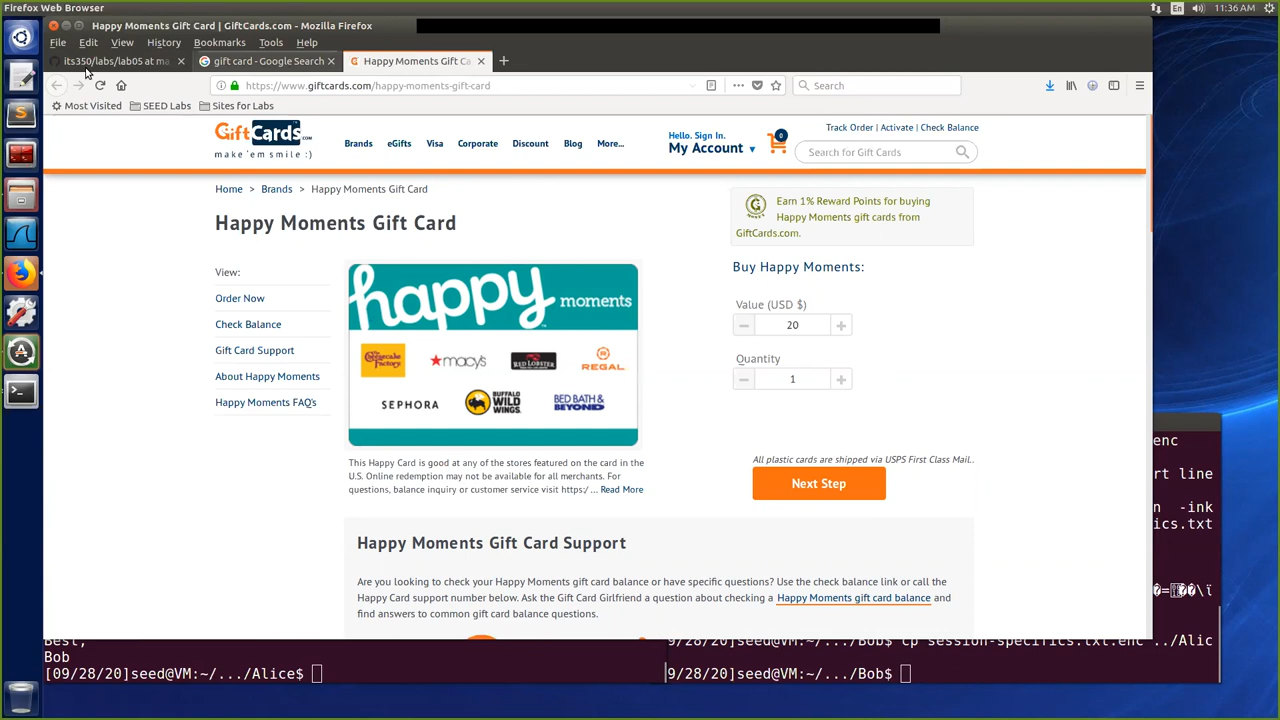 Firefox Web Browser
En
11:36 AM
Happy Moments Gift Card | GiftCards.com - Mozilla Firefox
File Edit View History Bookmarks Tools Help
its350/labs/lab05 at ma
gift card - Google Search
Happy Moments Gift Ca
https://www.giftcards.com/happy-moments-gift-card
Search
Most Visited SEED Labs Sites for Labs
GiftCards.com
make 'em smile :)
Brands eGifts Visa Corporate Discount Blog More...
Hello. Sign In.
My Account
0
Track Order | Activate | Check Balance
Search for Gift Cards
Home > Brands > Happy Moments Gift Card
Happy Moments Gift Card
View:
Order Now
Check Balance
Gift Card Support
About Happy Moments
Happy Moments FAQ's
happy moments
The Cheesecake Factory
macy's
RED LOBSTER
REGAL
SEPHORA
BUFFALO WILD WINGS
BED BATH & BEYOND
This Happy Card is good at any of the stores featured on the card in the
U.S. Online redemption may not be available for all merchants. For
questions, balance inquiry or customer service visit https:/ ... Read More
Earn 1% Reward Points for buying
Happy Moments gift cards from
GiftCards.com.
Buy Happy Moments:
Value (USD $)
20
Quantity
1
All plastic cards are shipped via USPS First Class Mail..
Next Step
Happy Moments Gift Card Support
Are you looking to check your Happy Moments gift card balance or have specific questions? Use the check balance link or call the
Happy Card support number below. Ask the Gift Card Girlfriend a question about checking a Happy Moments gift card balance and
find answers to common gift card balance questions.
enc
rt line
n -ink
ics.txt
Best,
Bob
[09/28/20]seed@VM:~/.../Alice$
9/28/20]seed@VM:~/.../Bob$ cp session-specifics.txt.enc ../Alic
9/28/20]seed@VM:~/.../Bob$